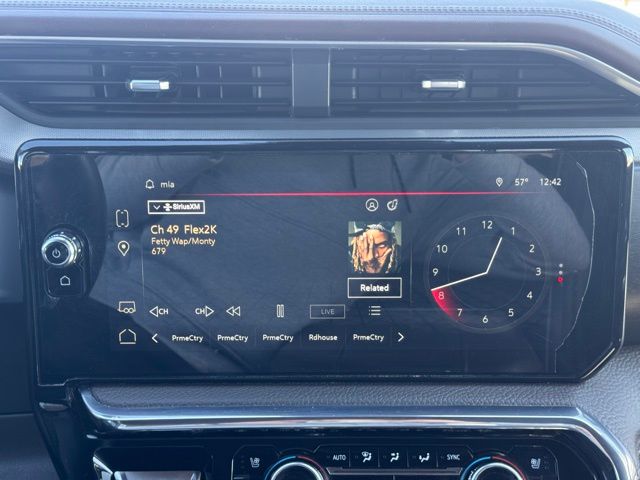 mia
57° 12:42
SiriusXM
Ch 49 Flex2K
Fetty Wap/Monty
679
Related
CH CH LIVE
PrmeCtry PrmeCtry PrmeCtry Rdhouse PrmeCtry
12
1
2
3
4
5
6
7
8
9
10
11
AUTO SYNC